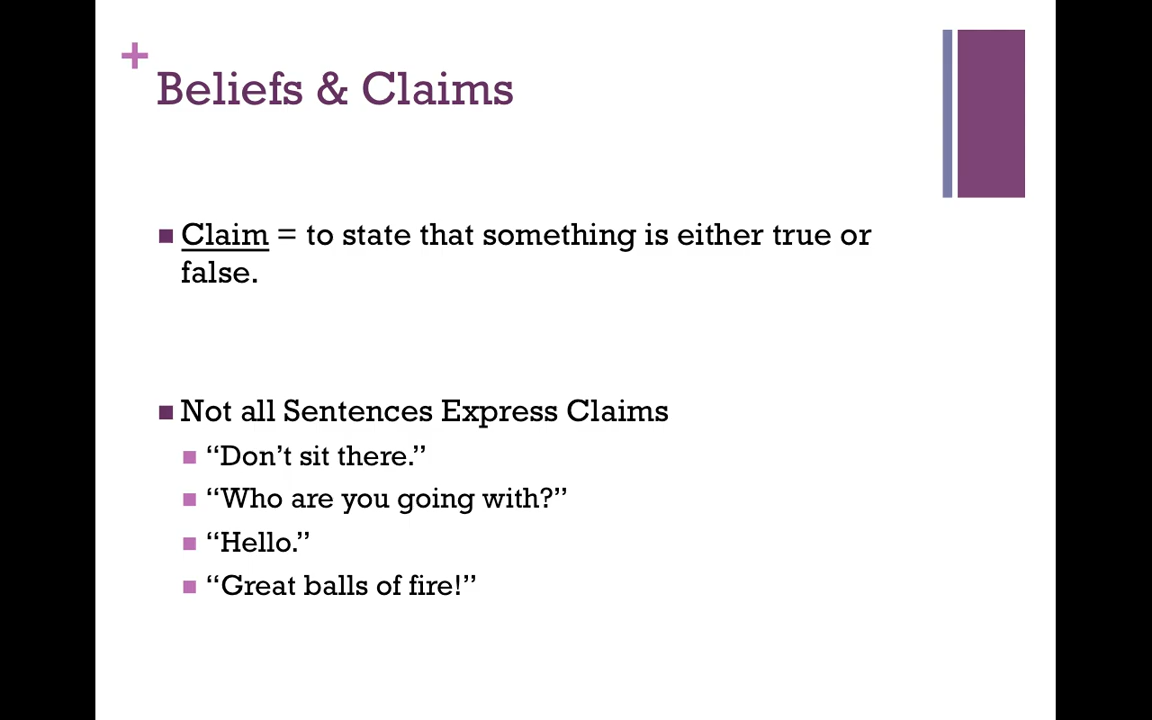 +
Beliefs & Claims
Claim = to state that something is either true or
false.
Not all Sentences Express Claims
“Don’t sit there.”
“Who are you going with?”
“Hello.”
“Great balls of fire!”